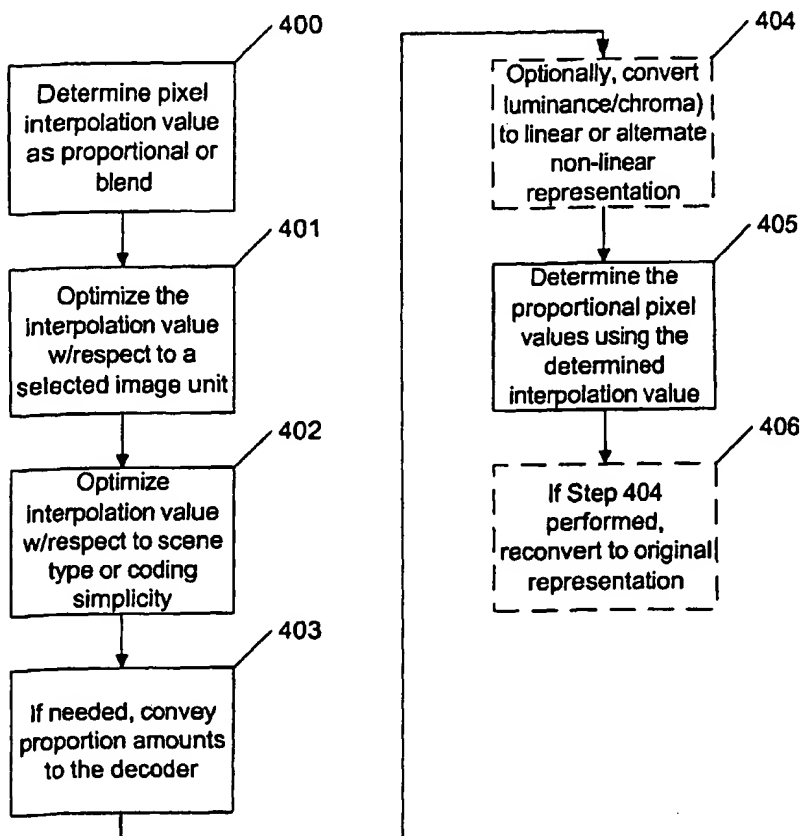 400
Determine pixel
interpolation value
as proportional or
blend
401
Optimize the
interpolation value
w/respect to a
selected image unit
402
Optimize
interpolation value
w/respect to scene
type or coding
simplicity
403
If needed, convey
proportion amounts
to the decoder
404
Optionally, convert
luminance/chroma)
to linear or alternate
non-linear
representation
405
Determine the
proportional pixel
values using the
determined
interpolation value
406
If Step 404
performed,
reconvert to original
representation